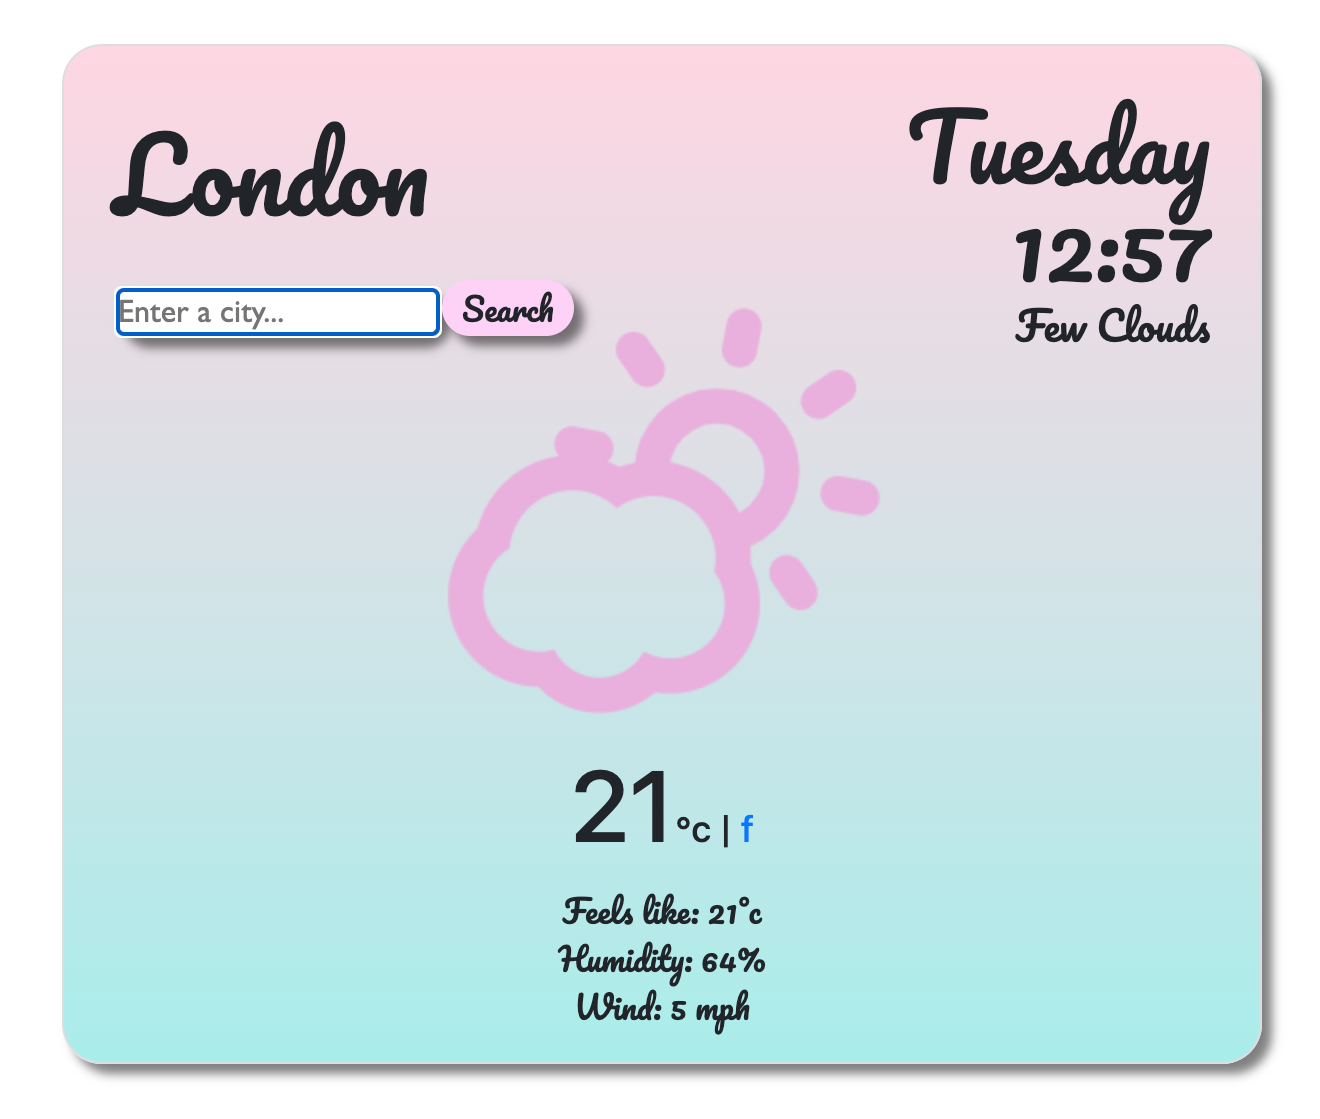 London
Tuesday
12:57
Few Clouds
Enter a city...
Search
21°c | f
Feels like: 21°c
Humidity: 64%
Wind: 5 mph